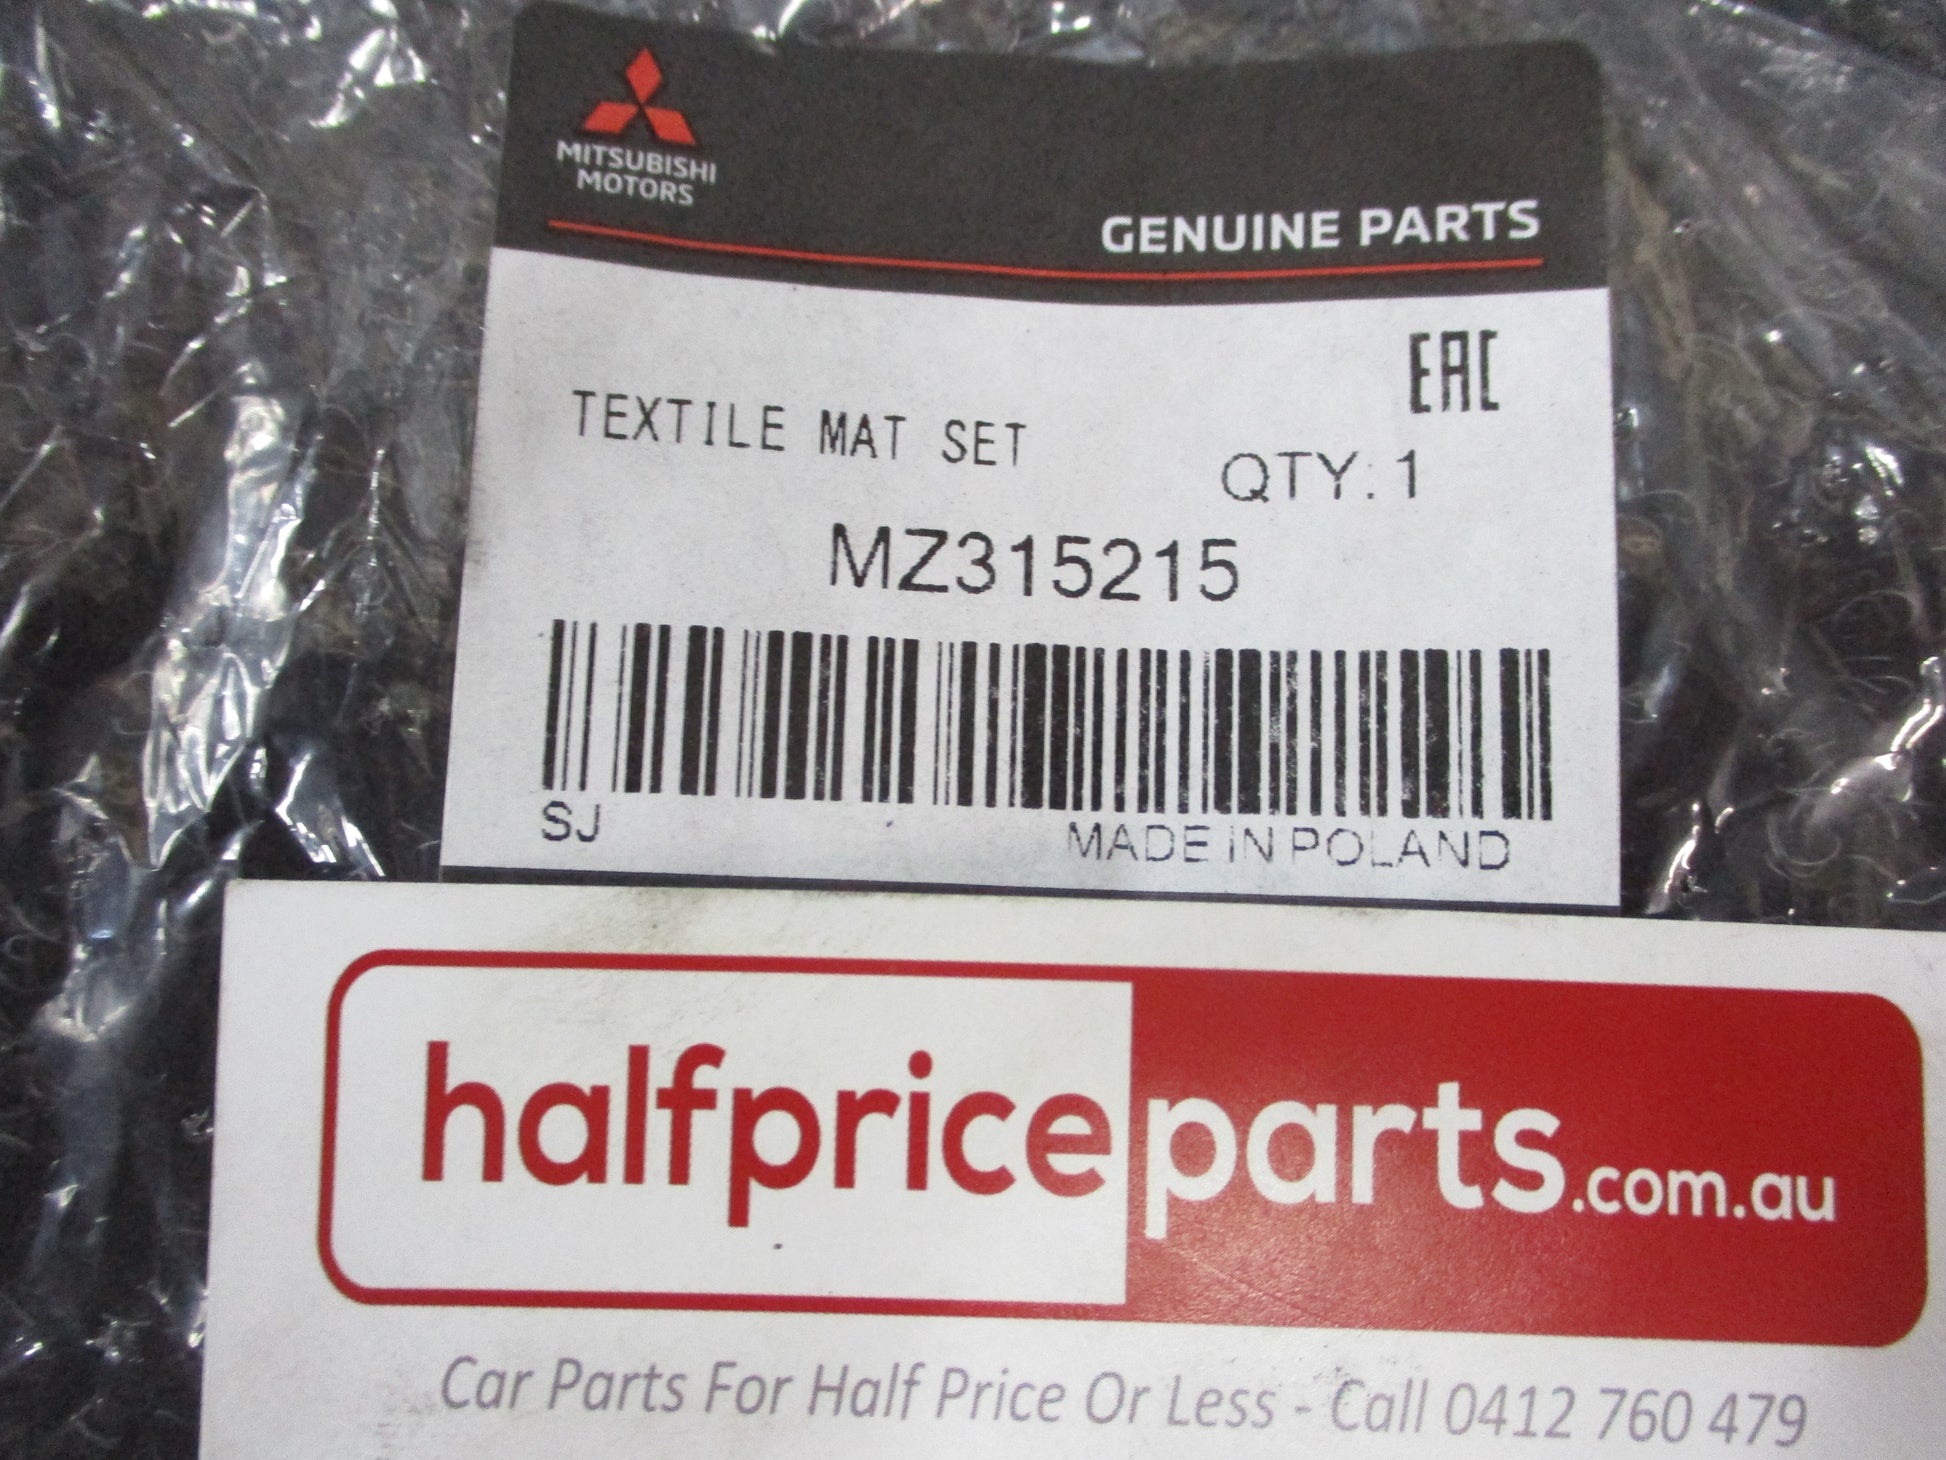 MITSUBISHI
MOTORS
GENUINE PARTS
EAC
TEXTILE MAT SET
QTY: 1
MZ315215
SJ
MADE IN POLAND
halfpriceparts.com.au
Car Parts For Half Price Or Less - Call 0412 760 479